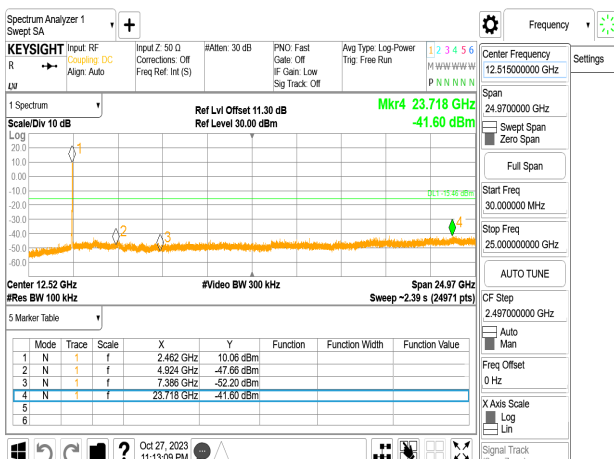 Spectrum Analyzer 1
Swept SA
Frequency
KEYSIGHT
R
LXI
Input: RF
Coupling: DC
Align: Auto
Input Z: 50 Ω
Corrections: Off
Freq Ref: Int (S)
#Atten: 30 dB
PNO: Fast
Gate: Off
IF Gain: Low
Sig Track: Off
Avg Type: Log-Power
Trig: Free Run
1 2 3 4 5 6
M W W W W W
P N N N N N
1 Spectrum
Scale/Div 10 dB
Ref Lvl Offset 11.30 dB
Ref Level 30.00 dBm
Mkr4 23.718 GHz
-41.60 dBm
Log
20.0
10.0
0.00
-10.0
-20.0
-30.0
-40.0
-50.0
-60.0
1
2
3
4
DL1 -15.46 dBm
Center 12.52 GHz
#Video BW 300 kHz
Span 24.97 GHz
#Res BW 100 kHz
Sweep ~2.39 s (24971 pts)
5 Marker Table
Mode Trace Scale X Y Function Function Width Function Value
1 N 1 f 2.462 GHz 10.06 dBm
2 N 1 f 4.924 GHz -47.66 dBm
3 N 1 f 7.386 GHz -52.20 dBm
4 N 1 f 23.718 GHz -41.60 dBm
5
6
Oct 27, 2023
11:13:09 PM
Center Frequency
12.515000000 GHz
Settings
Span
24.9700000 GHz
Swept Span
Zero Span
Full Span
Start Freq
30.000000 MHz
Stop Freq
25.000000000 GHz
AUTO TUNE
CF Step
2.497000000 GHz
Auto
Man
Freq Offset
0 Hz
X Axis Scale
Log
Lin
Signal Track